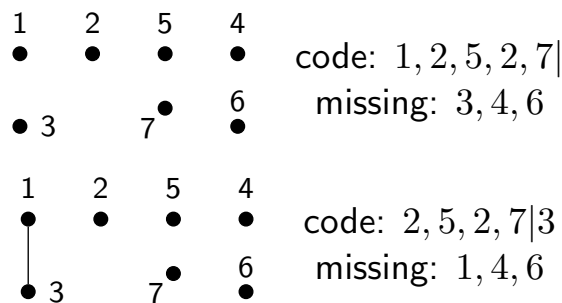 1 2 5 4
code: 1, 2, 5, 2, 7|
missing: 3, 4, 6
3 7 6
1 2 5 4
code: 2, 5, 2, 7|3
missing: 1, 4, 6
3 7 6